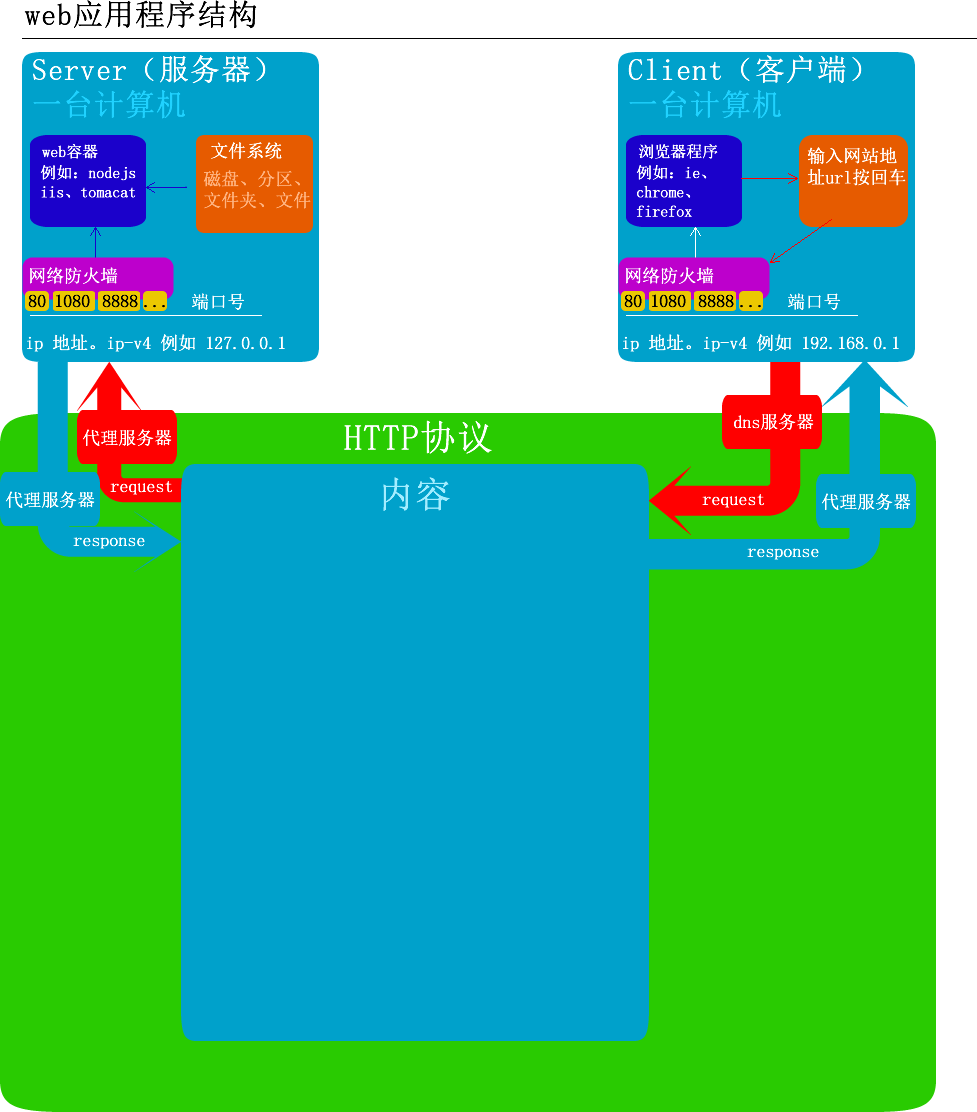 web应用程序结构
Server（服务器）
一台计算机
web容器
例如：nodejs
iis、tomacat
文件系统
磁盘、分区、
文件夹、文件
网络防火墙
80 1080 8888 ... 端口号
ip 地址。ip-v4 例如 127.0.0.1
Client（客户端）
一台计算机
浏览器程序
例如：ie、
chrome、
firefox
输入网站地
址url按回车
网络防火墙
80 1080 8888 ... 端口号
ip 地址。ip-v4 例如 192.168.0.1
HTTP协议
内容
代理服务器
request
代理服务器
response
dns服务器
request
代理服务器
response